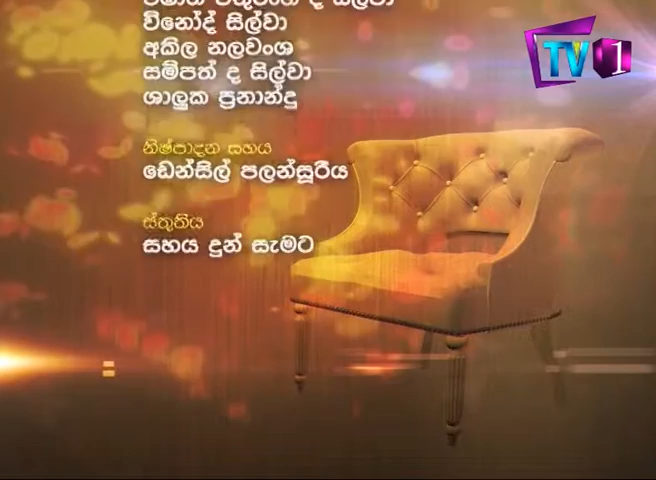 විනෝද් සිල්වා
අකිල නලවංශ
සම්පත් ද සිල්වා
ශාලුක ප්‍රනාන්දු
නිෂ්පාදන සහය
ඩෙන්සිල් පලන්සූරීය
ස්තූතිය
සහය දුන් සැමට
TV1